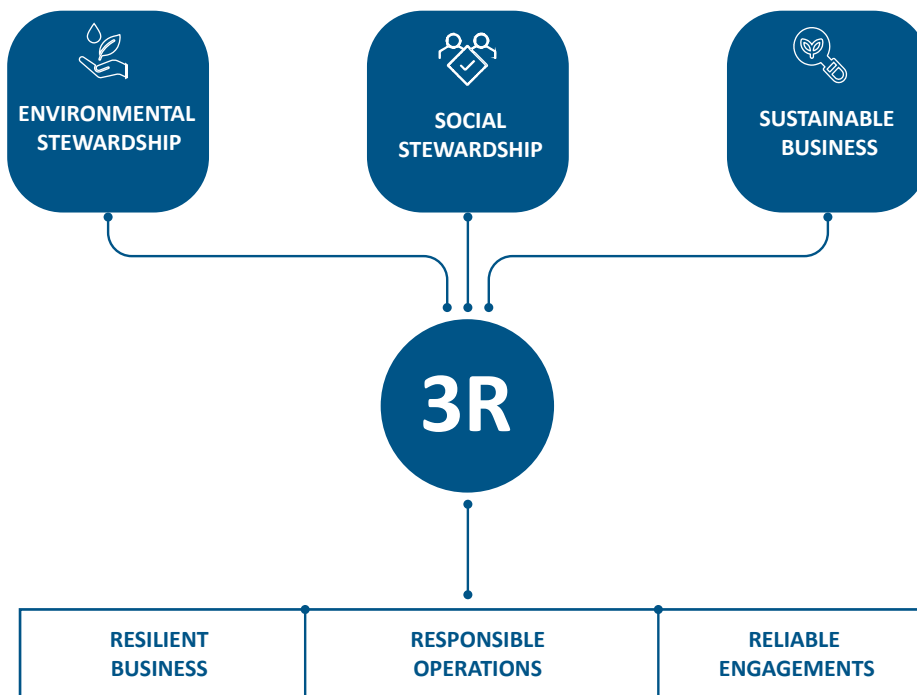 ENVIRONMENTAL
STEWARDSHIP
SOCIAL
STEWARDSHIP
SUSTAINABLE
BUSINESS
3R
RESILIENT
BUSINESS
RESPONSIBLE
OPERATIONS
RELIABLE
ENGAGEMENTS